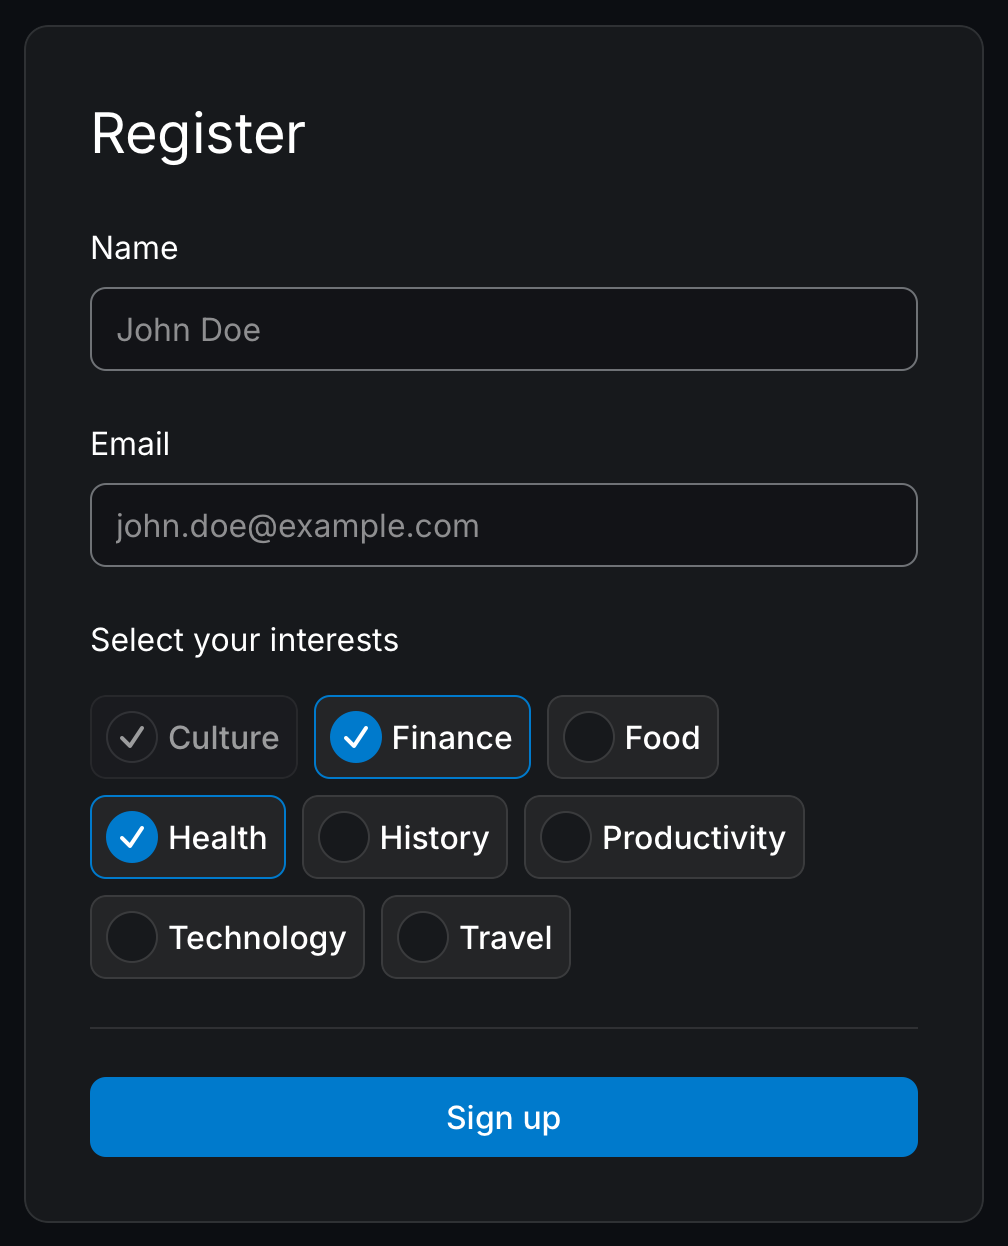 Register
Name
John Doe
Email
john.doe@example.com
Select your interests
Culture Finance Food
Health History Productivity
Technology Travel
Sign up